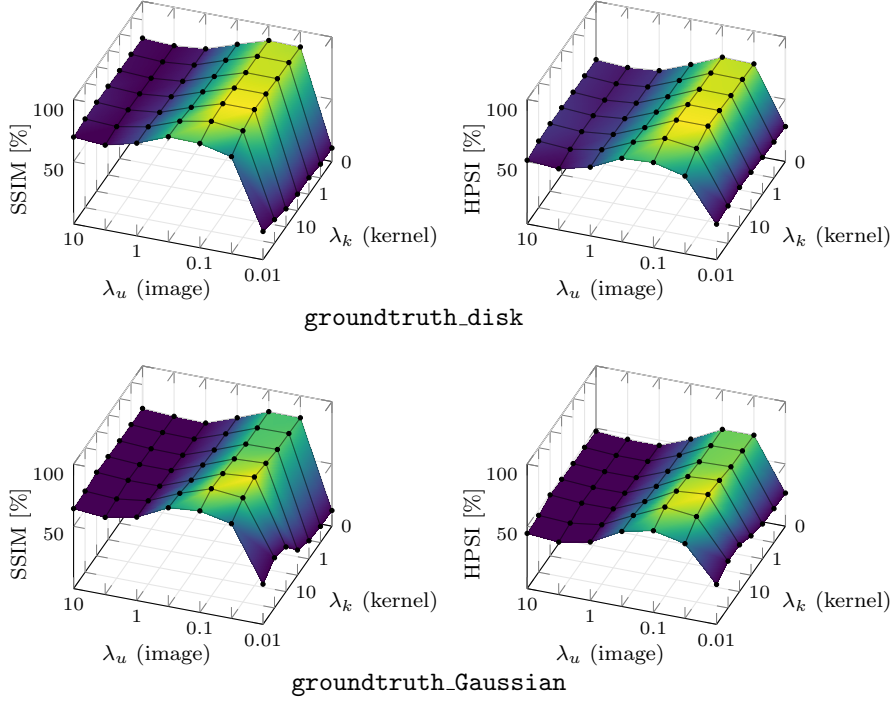 100
50
SSIM [%]
10
1
0.1
0.01
λu (image)
0
1
10
λk (kernel)
100
50
HPSI [%]
10
1
0.1
0.01
λu (image)
0
1
10
λk (kernel)
groundtruth_disk
100
50
SSIM [%]
10
1
0.1
0.01
λu (image)
0
1
10
λk (kernel)
100
50
HPSI [%]
10
1
0.1
0.01
λu (image)
0
1
10
λk (kernel)
groundtruth_Gaussian